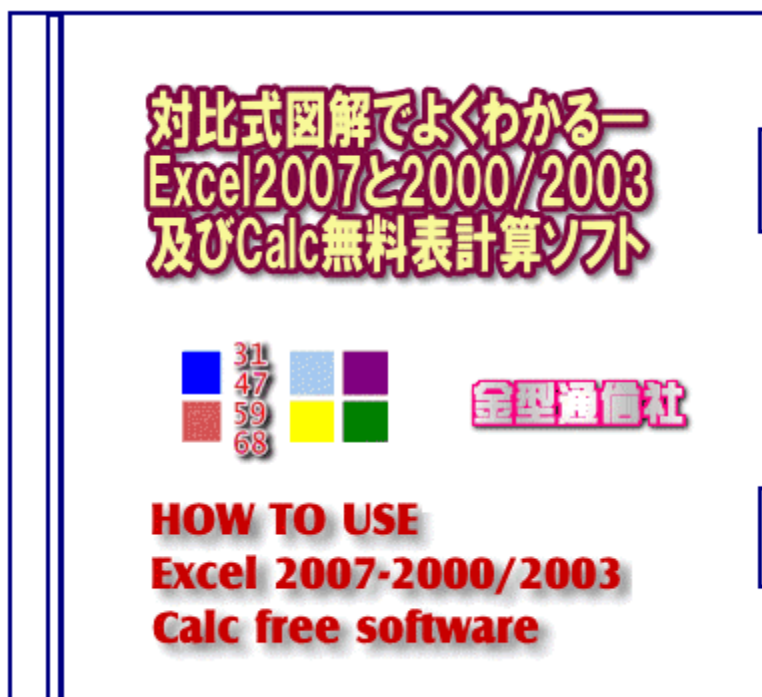 対比式図解でよくわかるー
Excel2007と2000/2003
及びCalc無料表計算ソフト
31
47
59
68
金型通信社
HOW TO USE
Excel 2007-2000/2003
Calc free software